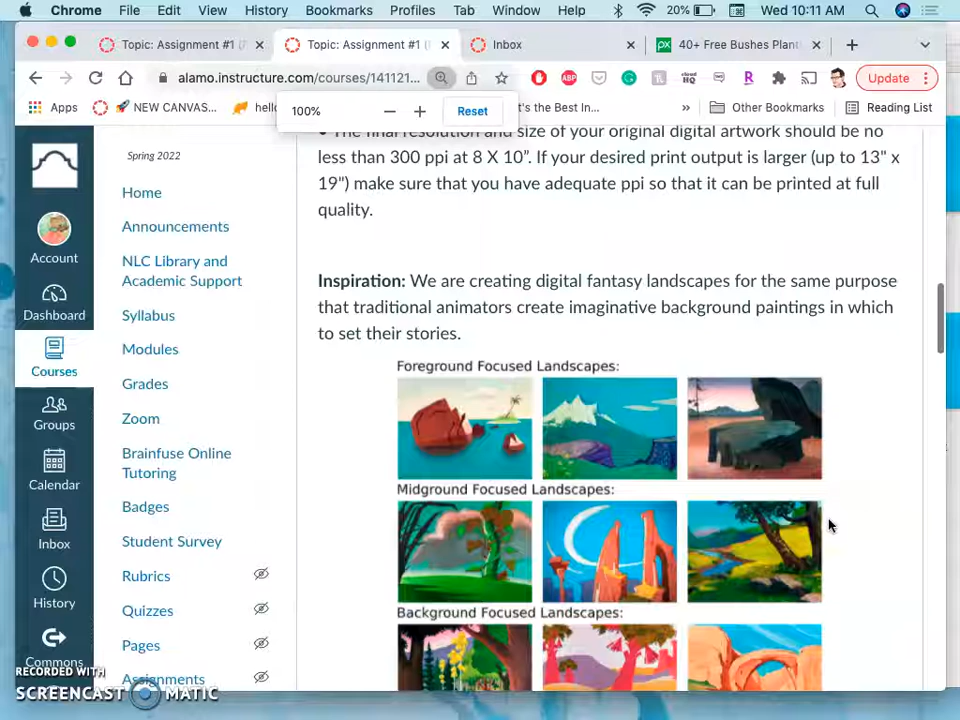 Chrome File Edit View History Bookmarks Profiles Tab Window Help 20% Wed 10:11 AM
Topic: Assignment #1 ( Topic: Assignment #1 ( Inbox 40+ Free Bushes Plant
alamo.instructure.com/courses/141121... ABP Update
Apps NEW CANVAS... hello 's the Best In... » Other Bookmarks Reading List
100% Reset
Spring 2022
Home
Announcements
NLC Library and
Academic Support
Syllabus
Modules
Grades
Zoom
Brainfuse Online
Tutoring
Badges
Student Survey
Rubrics
Quizzes
Pages
Assignments
Account
Dashboard
Courses
Groups
Calendar
Inbox
History
Commons
• The final resolution and size of your original digital artwork should be no
less than 300 ppi at 8 X 10”. If your desired print output is larger (up to 13" x
19") make sure that you have adequate ppi so that it can be printed at full
quality.
Inspiration: We are creating digital fantasy landscapes for the same purpose
that traditional animators create imaginative background paintings in which
to set their stories.
Foreground Focused Landscapes:
Midground Focused Landscapes:
Background Focused Landscapes:
RECORDED WITH
SCREENCAST MATIC